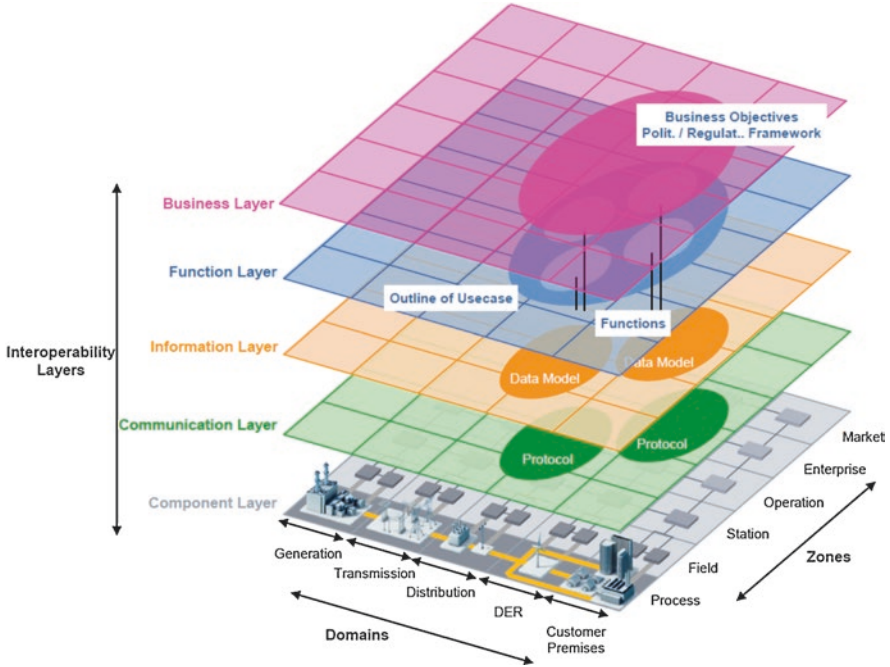 Business Objectives
Polit. / Regulat.. Framework
Business Layer
Function Layer
Outline of Usecase
Functions
Interoperability
Layers
Information Layer
Data Model
Data Model
Communication Layer
Protocol
Protocol
Component Layer
Market
Enterprise
Operation
Station
Field
Process
Zones
Generation
Transmission
Distribution
DER
Customer
Premises
Domains